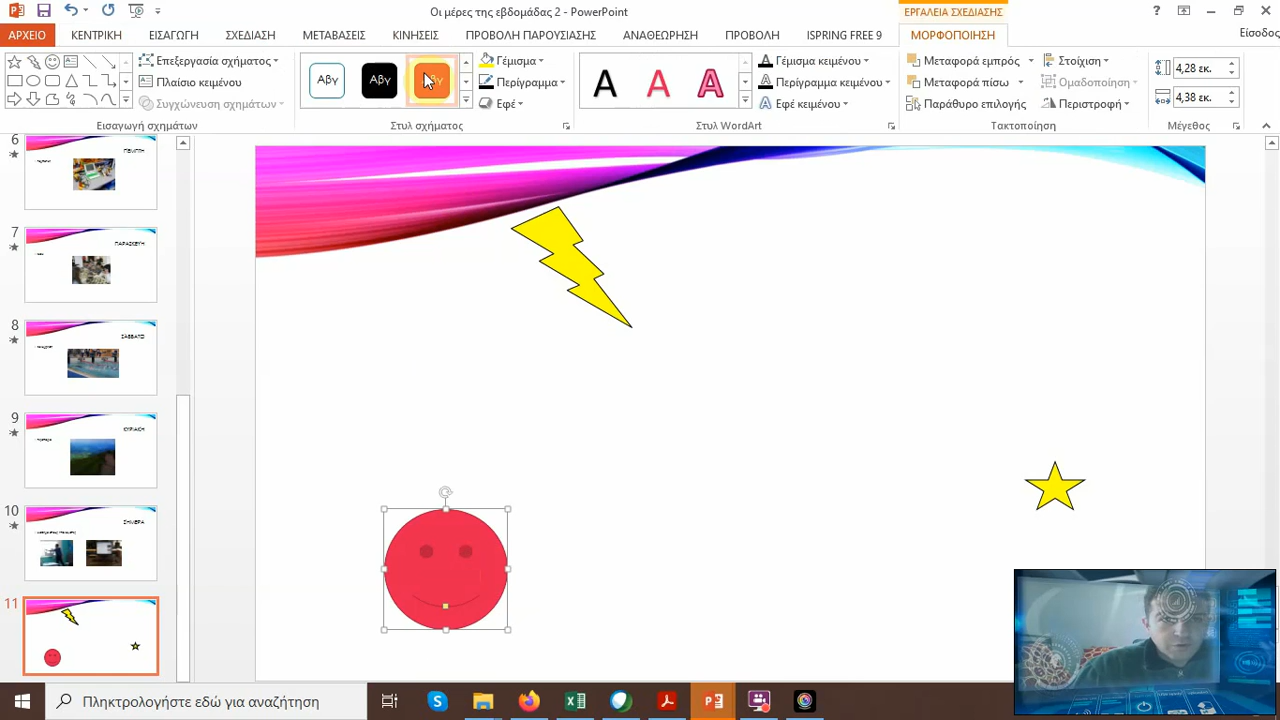 Οι μέρες της εβδομάδας 2 - PowerPoint
ΕΡΓΑΛΕΙΑ ΣΧΕΔΙΑΣΗΣ
?
ΑΡΧΕΙΟ ΚΕΝΤΡΙΚΗ ΕΙΣΑΓΩΓΗ ΣΧΕΔΙΑΣΗ ΜΕΤΑΒΑΣΕΙΣ ΚΙΝΗΣΕΙΣ ΠΡΟΒΟΛΗ ΠΑΡΟΥΣΙΑΣΗΣ ΑΝΑΘΕΩΡΗΣΗ ΠΡΟΒΟΛΗ ISPRING FREE 9 ΜΟΡΦΟΠΟΙΗΣΗ Είσοδος
Επεξεργασία σχήματος
Πλαίσιο κειμένου
Συγχώνευση σχημάτων
Εισαγωγή σχημάτων
Αβγ Αβγ Αβγ
Γέμισμα
Περίγραμμα
Εφέ
Στυλ σχήματος
A A A
Γέμισμα κειμένου
Περίγραμμα κειμένου
Εφέ κειμένου
Στυλ WordArt
Μεταφορά εμπρός
Μεταφορά πίσω
Παράθυρο επιλογής
Στοίχιση
Ομαδοποίηση
Περιστροφή
Τακτοποίηση
4,28 εκ.
4,38 εκ.
Μέγεθος
6
ΠΕΜΠΤΗ
7
ΠΑΡΑΣΚΕΥΗ
8
ΣΑΒΒΑΤΟ
9
ΚΥΡΙΑΚΗ
10
ΣΗΜΕΡΑ
11
Πληκτρολογήστε εδώ για αναζήτηση